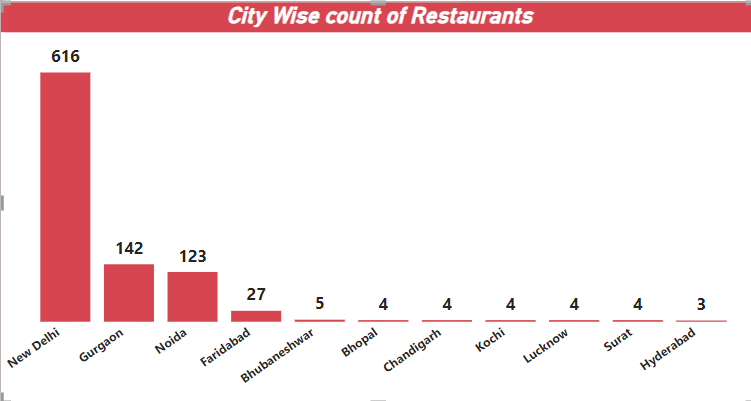 City Wise count of Restaurants
616
142
123
27
5
4
4
4
4
4
3
New Delhi
Gurgaon
Noida
Faridabad
Bhubaneshwar
Bhopal
Chandigarh
Kochi
Lucknow
Surat
Hyderabad